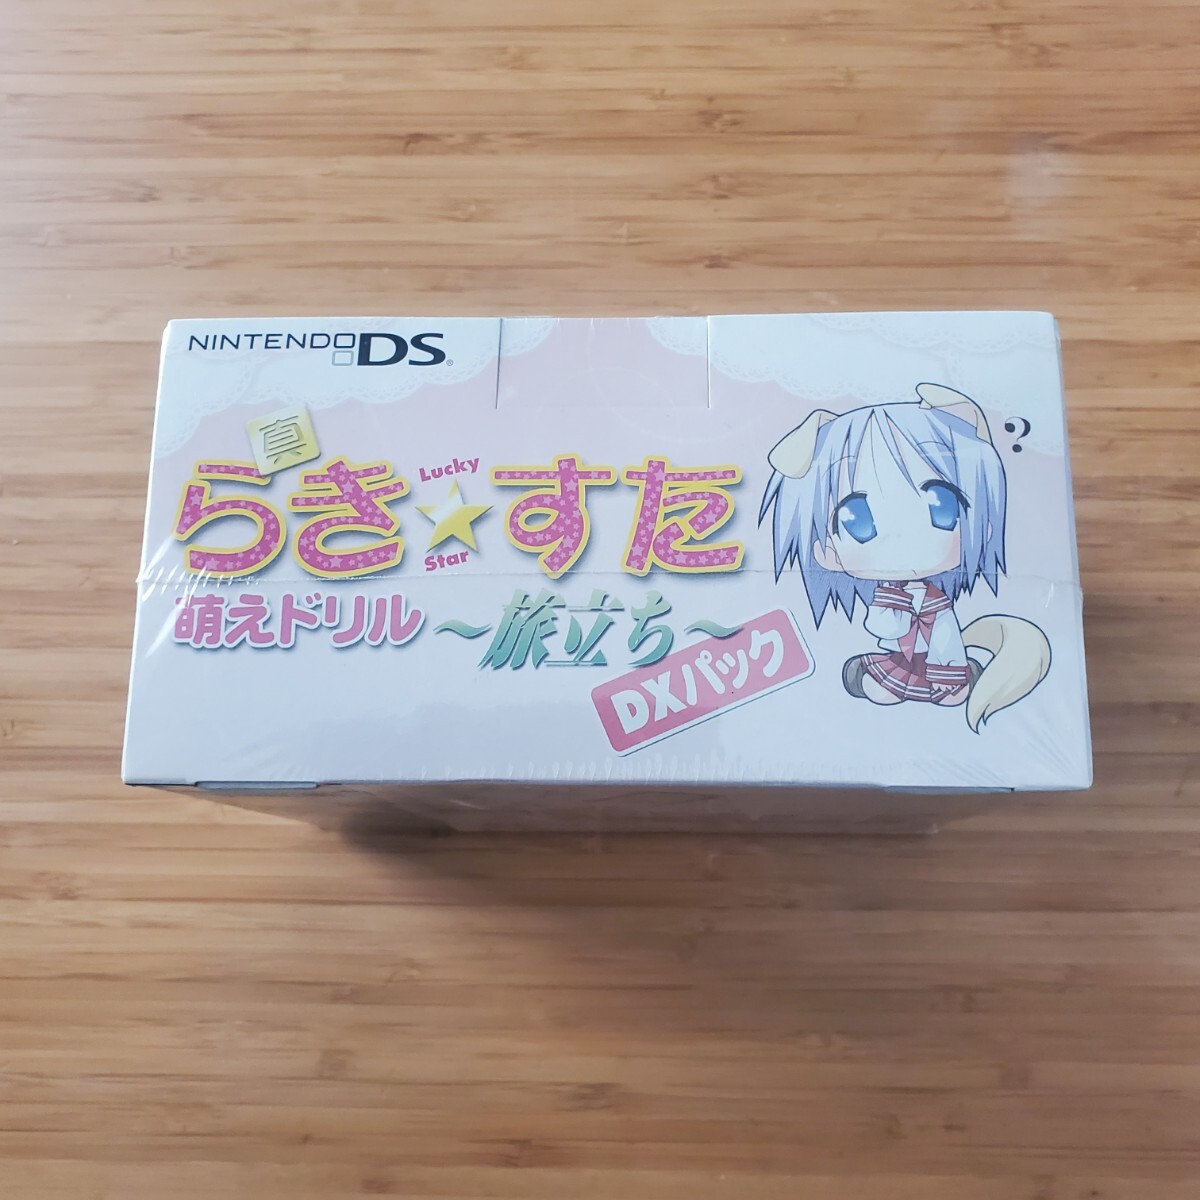 NINTENDO DS®
真
らき☆すた
Lucky
Star
萌えドリル ～旅立ち～
DXパック
?